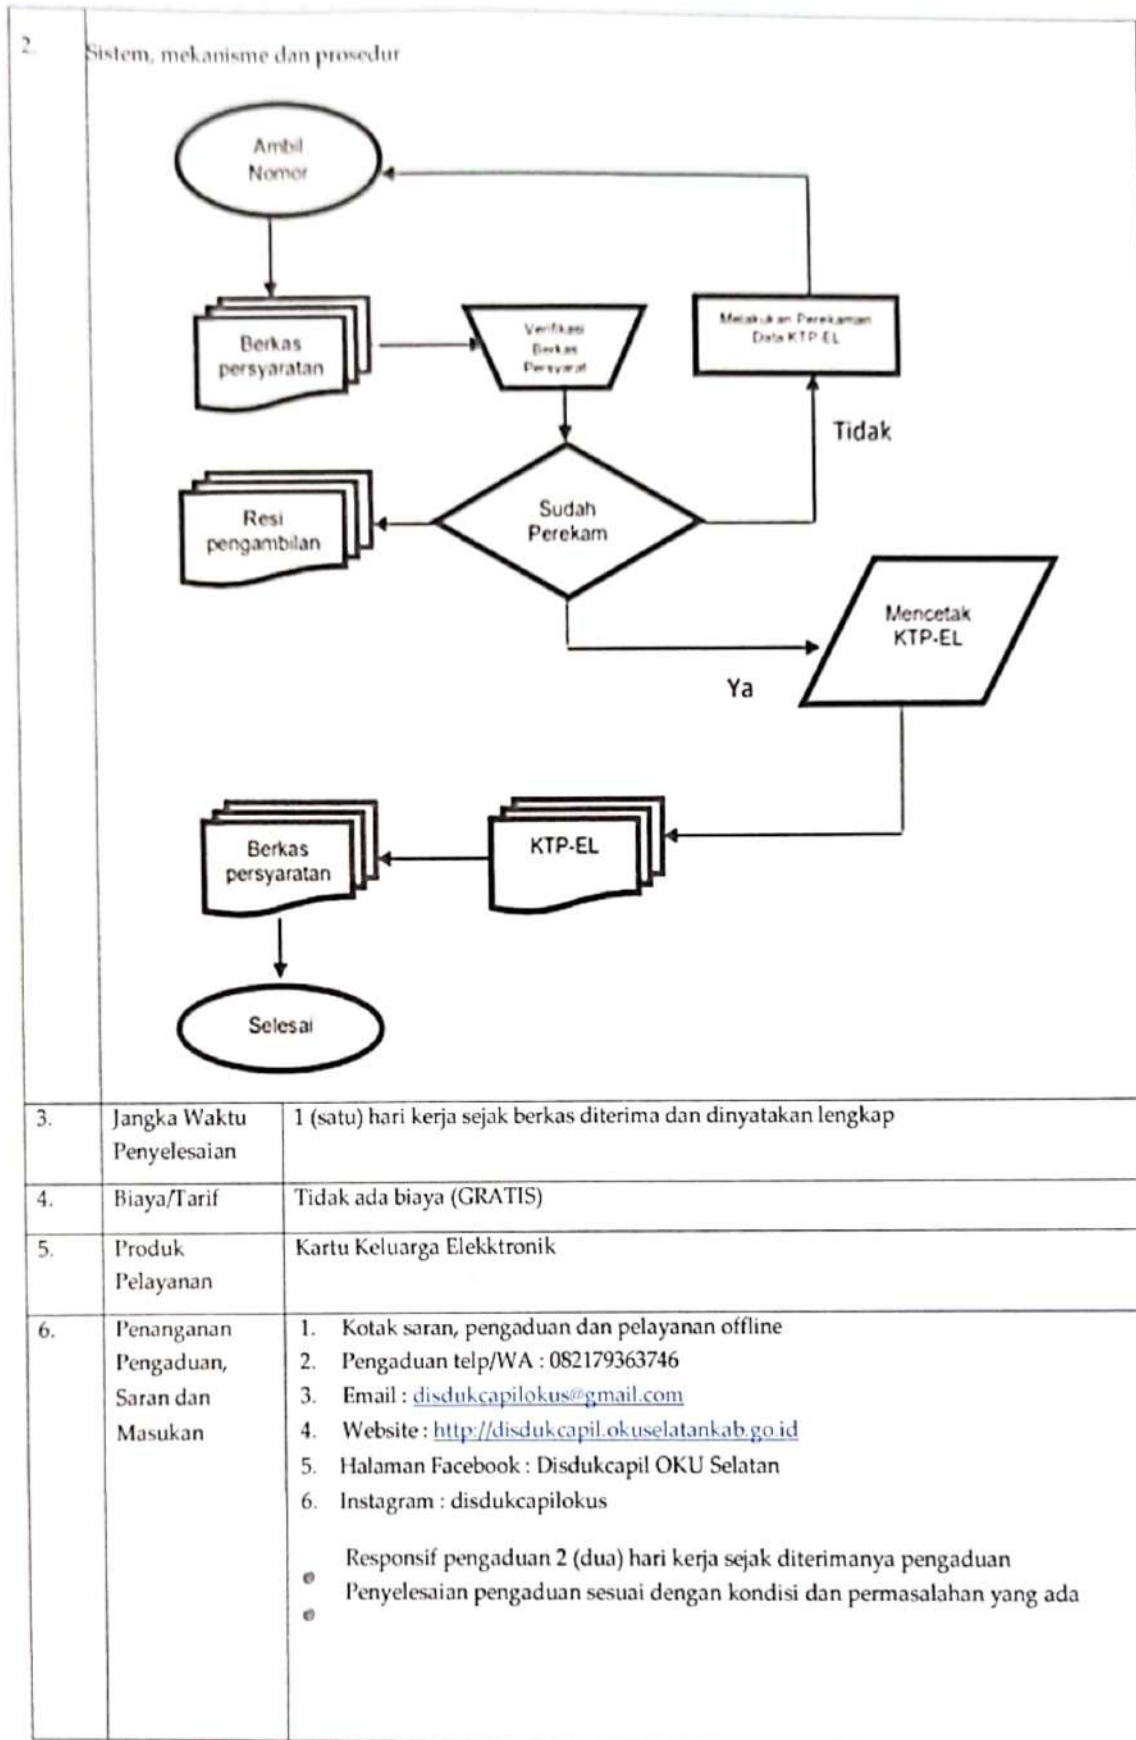 2. Sistem, mekanisme dan prosedur
Ambil
Nomor
Berkas
persyaratan
Verifikasi
Berkas
Persyarat
Melakukan Perekaman
Data KTP-EL
Tidak
Sudah
Perekam
Resi
pengambilan
Mencetak
KTP-EL
Ya
KTP-EL
Berkas
persyaratan
Selesai
3. Jangka Waktu 1 (satu) hari kerja sejak berkas diterima dan dinyatakan lengkap
Penyelesaian
4. Biaya/Tarif Tidak ada biaya (GRATIS)
5. Produk Kartu Keluarga Elekktronik
Pelayanan
6. Penanganan
Pengaduan,
Saran dan
Masukan
1. Kotak saran, pengaduan dan pelayanan offline
2. Pengaduan telp/WA : 082179363746
3. Email : disdukcapilokus@gmail.com
4. Website : http://disdukcapil.okuselatankab.go.id
5. Halaman Facebook : Disdukcapil OKU Selatan
6. Instagram : disdukcapilokus
Responsif pengaduan 2 (dua) hari kerja sejak diterimanya pengaduan
Penyelesaian pengaduan sesuai dengan kondisi dan permasalahan yang ada